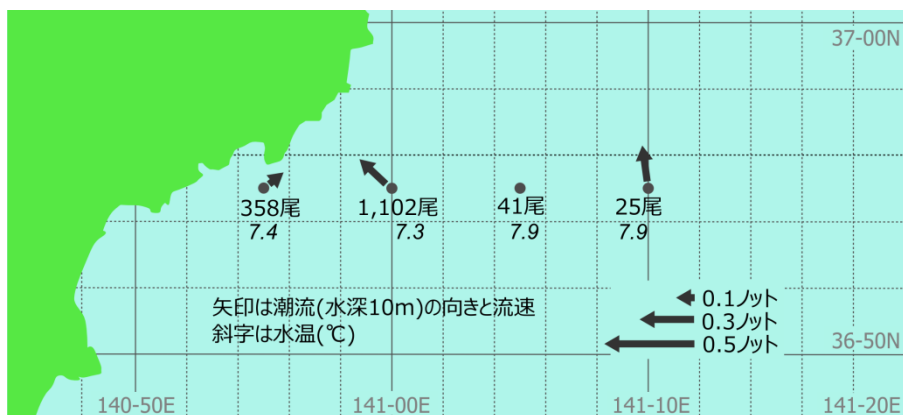 37-00N
358尾
1,102尾
41尾
25尾
7.4
7.3
7.9
7.9
矢印は潮流(水深10m)の向きと流速
斜字は水温(℃)
0.1ノット
0.3ノット
0.5ノット
36-50N
140-50E
141-00E
141-10E
141-20E